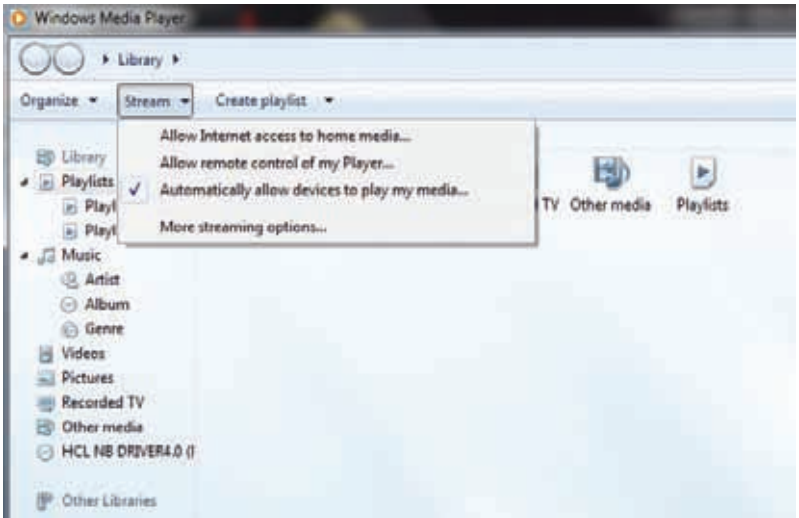 Windows Media Player
Library
Organize Stream Create playlist
Allow Internet access to home media...
Allow remote control of my Player...
Automatically allow devices to play my media...
More streaming options...
Library
Playlists
Playl
Playl
Music
Artist
Album
Genre
Videos
Pictures
Recorded TV
Other media
HCL NB DRIVER4.0 (I
Other Libraries
TV Other media Playlists